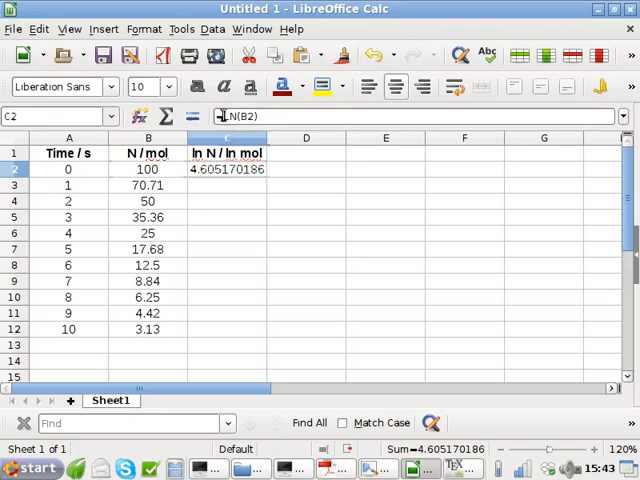 Untitled 1 - LibreOffice Calc
File Edit View Insert Format Tools Data Window Help
Liberation Sans 10
C2 =LN(B2)
A B C D E F G
1 Time / s N / mol ln N / ln mol
2 0 100 4.605170186
3 1 70.71
4 2 50
5 3 35.36
6 4 25
7 5 17.68
8 6 12.5
9 7 8.84
10 8 6.25
11 9 4.42
12 10 3.13
13
14
15
Sheet1
Find Find All Match Case
Sheet 1 of 1 Default Sum=4.605170186 120%
start 15:43